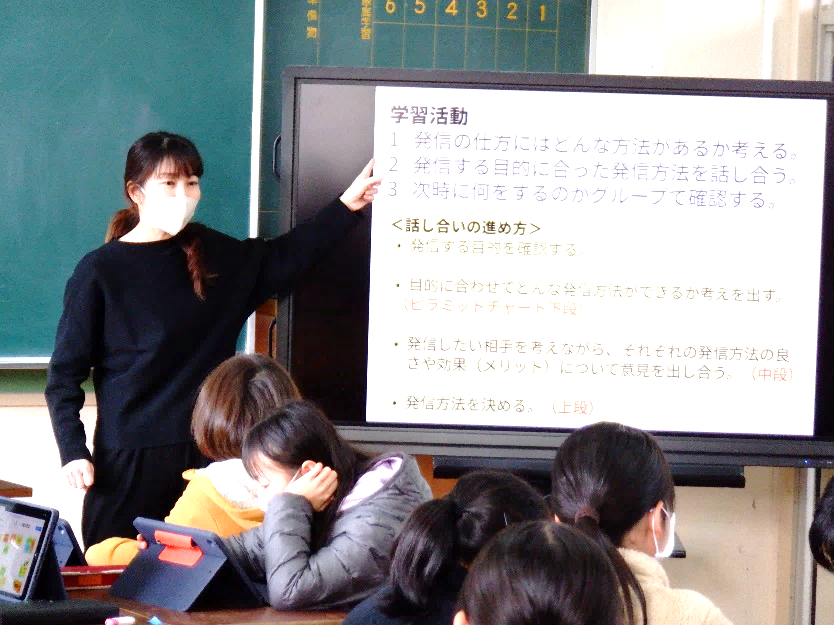 6 5 4 3 2 1
準備物
家庭学習
学習活動
1 発信の仕方にはどんな方法があるか考える。
2 発信する目的に合った発信方法を話し合う。
3 次時に何をするのかグループで確認する。
＜話し合いの進め方＞
・発信する目的を確認する。
・目的に合わせてどんな発信方法ができるか考えを出す。
（ピラミットチャート下段）
・発信したい相手を考えながら、それぞれの発信方法の良
さや効果（メリット）について意見を出し合う。（中段）
・発信方法を決める。（上段）